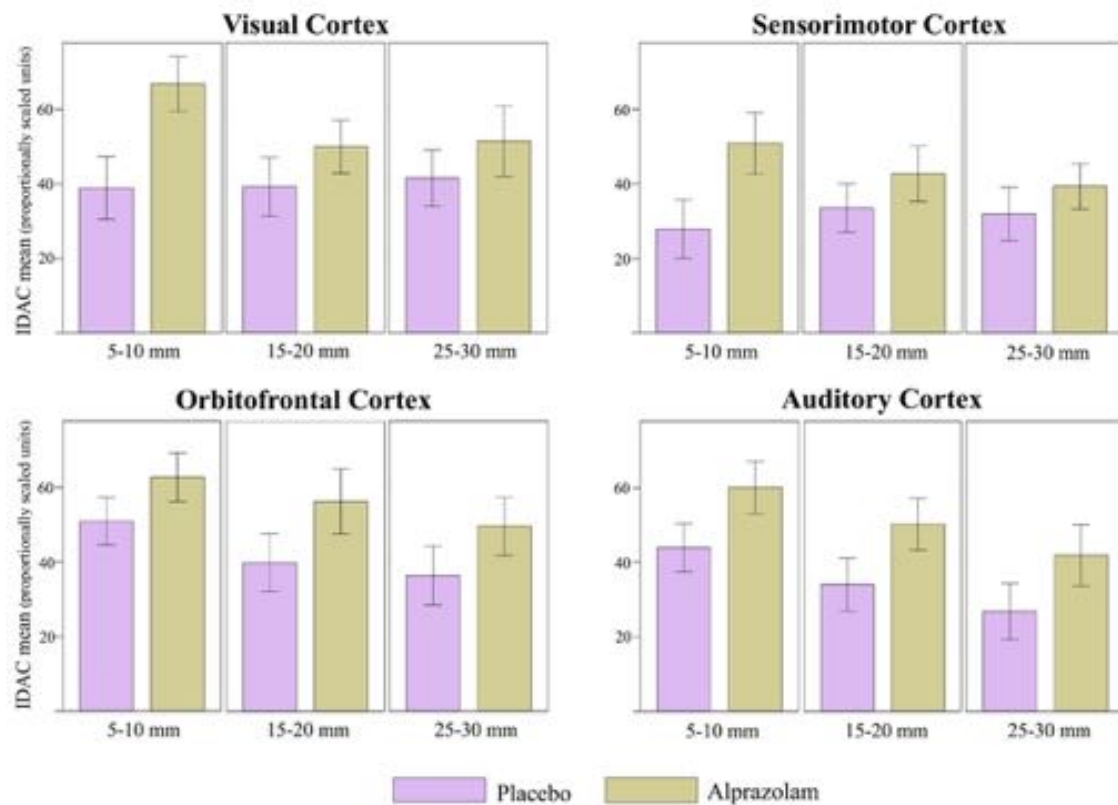 Visual Cortex
IDAC mean (proportionally scaled units)
60
40
20
5-10 mm
15-20 mm
25-30 mm
Sensorimotor Cortex
60
40
20
5-10 mm
15-20 mm
25-30 mm
Orbitofrontal Cortex
IDAC mean (proportionally scaled units)
60
40
20
5-10 mm
15-20 mm
25-30 mm
Auditory Cortex
60
40
20
5-10 mm
15-20 mm
25-30 mm
Placebo
Alprazolam